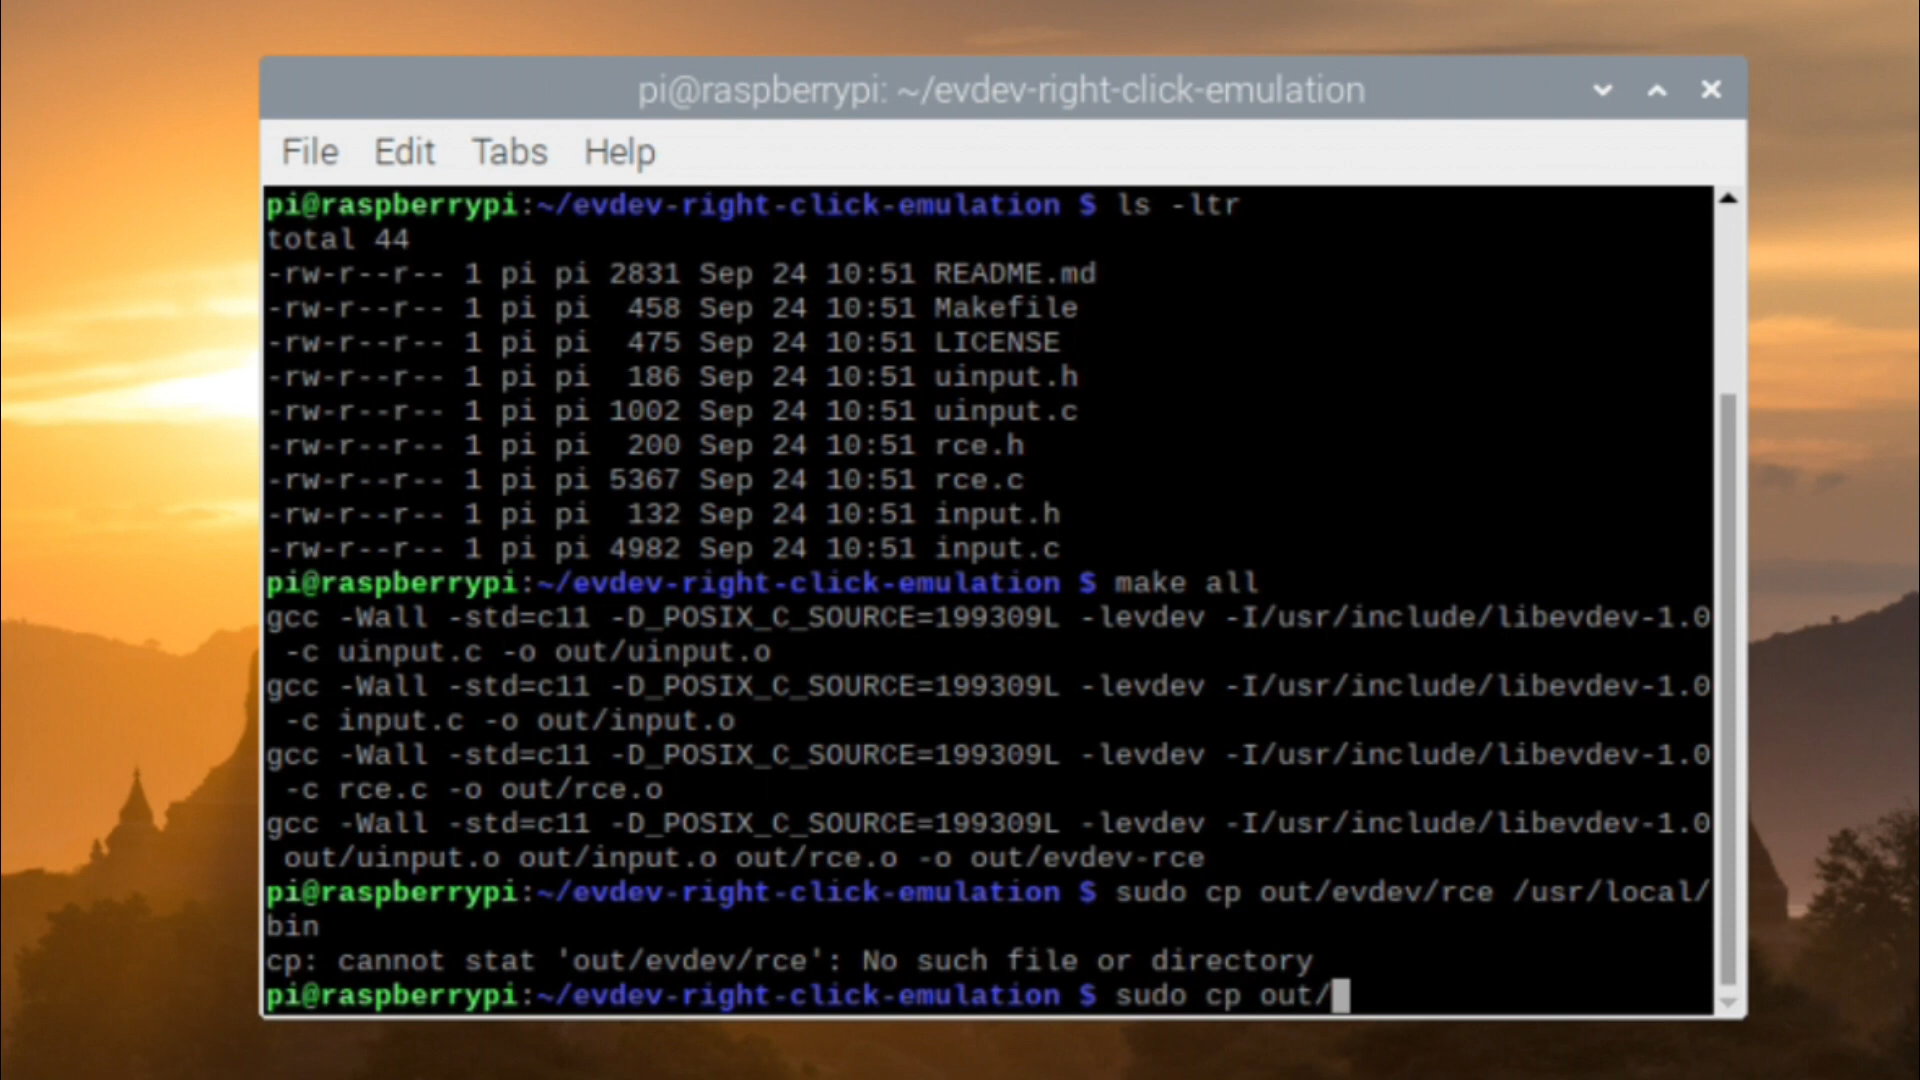 pi@raspberrypi: ~/evdev-right-click-emulation
File Edit Tabs Help
pi@raspberrypi:~/evdev-right-click-emulation $ ls -ltr
total 44
-rw-r--r-- 1 pi pi 2831 Sep 24 10:51 README.md
-rw-r--r-- 1 pi pi  458 Sep 24 10:51 Makefile
-rw-r--r-- 1 pi pi  475 Sep 24 10:51 LICENSE
-rw-r--r-- 1 pi pi  186 Sep 24 10:51 uinput.h
-rw-r--r-- 1 pi pi 1002 Sep 24 10:51 uinput.c
-rw-r--r-- 1 pi pi  200 Sep 24 10:51 rce.h
-rw-r--r-- 1 pi pi 5367 Sep 24 10:51 rce.c
-rw-r--r-- 1 pi pi  132 Sep 24 10:51 input.h
-rw-r--r-- 1 pi pi 4982 Sep 24 10:51 input.c
pi@raspberrypi:~/evdev-right-click-emulation $ make all
gcc -Wall -std=c11 -D_POSIX_C_SOURCE=199309L -levdev -I/usr/include/libevdev-1.0
 -c uinput.c -o out/uinput.o
gcc -Wall -std=c11 -D_POSIX_C_SOURCE=199309L -levdev -I/usr/include/libevdev-1.0
 -c input.c -o out/input.o
gcc -Wall -std=c11 -D_POSIX_C_SOURCE=199309L -levdev -I/usr/include/libevdev-1.0
 -c rce.c -o out/rce.o
gcc -Wall -std=c11 -D_POSIX_C_SOURCE=199309L -levdev -I/usr/include/libevdev-1.0
 out/uinput.o out/input.o out/rce.o -o out/evdev-rce
pi@raspberrypi:~/evdev-right-click-emulation $ sudo cp out/evdev/rce /usr/local/
bin
cp: cannot stat 'out/evdev/rce': No such file or directory
pi@raspberrypi:~/evdev-right-click-emulation $ sudo cp out/